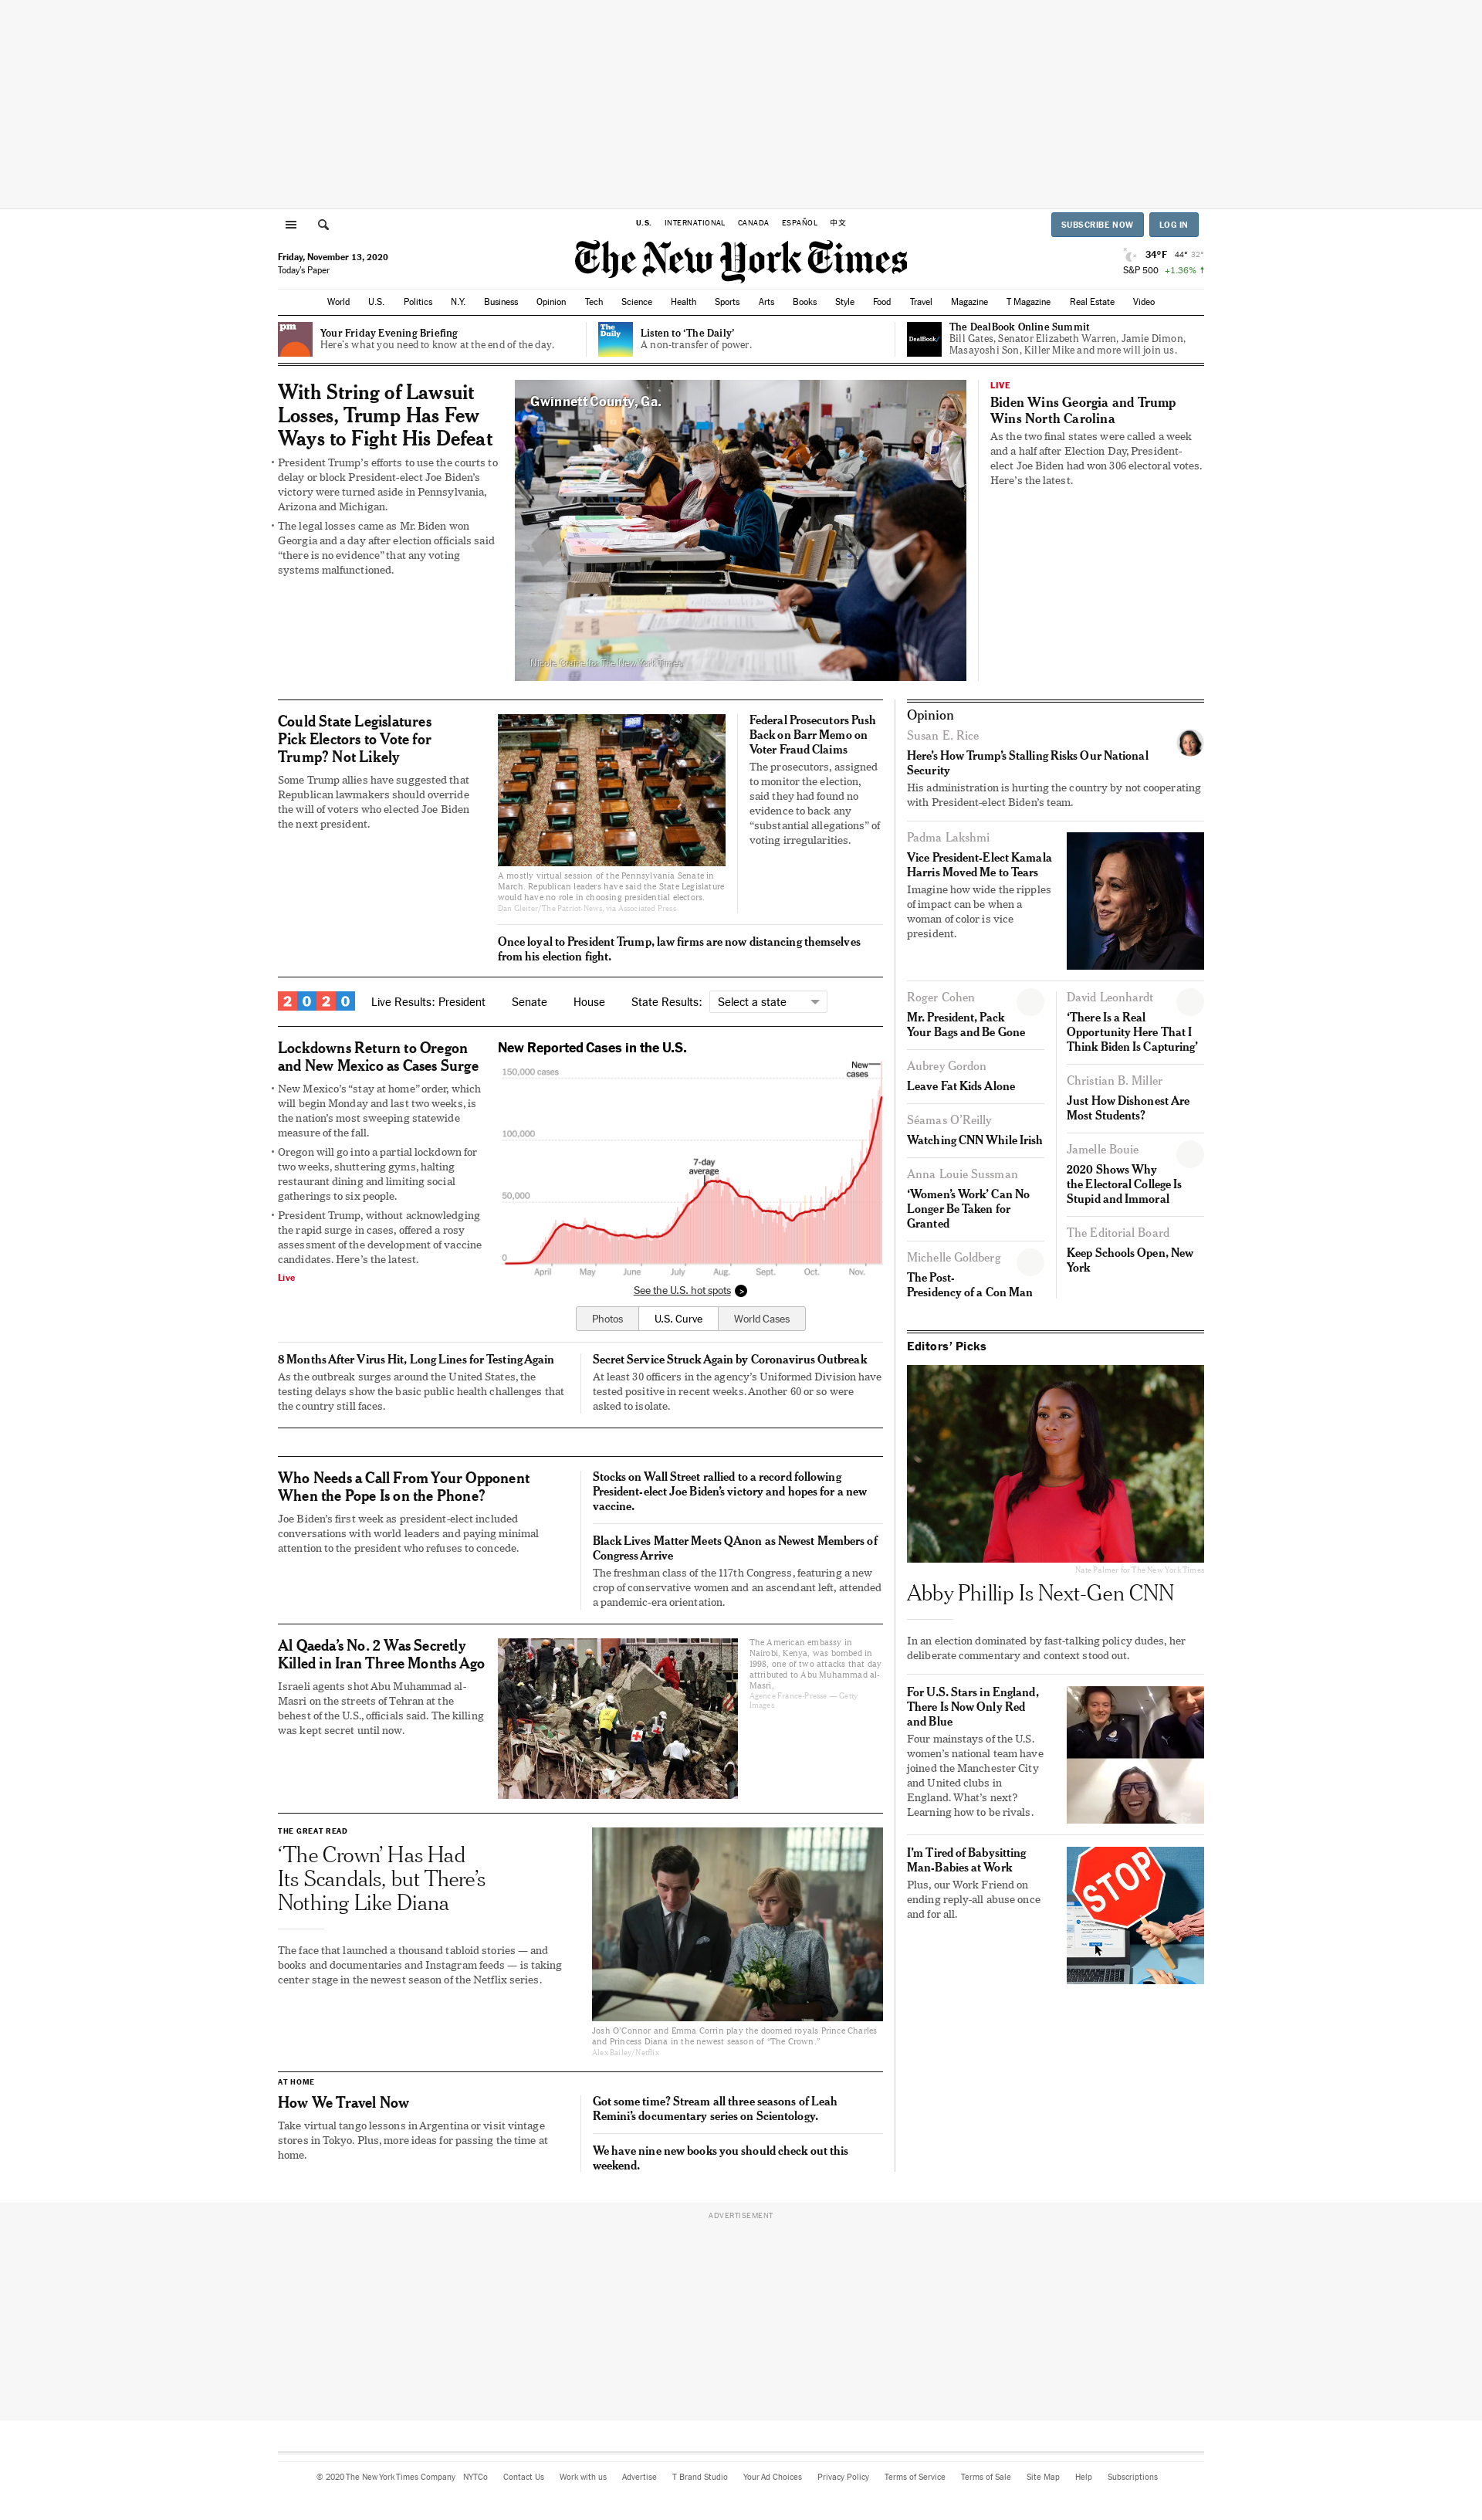 U.S. INTERNATIONAL CANADA ESPAÑOL 中文
SUBSCRIBE NOW LOG IN
Friday, November 13, 2020
Today's Paper
The New York Times
34°F 44° 32°
S&P 500 +1.36% ↑
World U.S. Politics N.Y. Business Opinion Tech Science Health Sports Arts Books Style Food Travel Magazine T Magazine Real Estate Video
pm
Your Friday Evening Briefing
Here's what you need to know at the end of the day.
The
Daily
Listen to ‘The Daily’
A non-transfer of power.
DealBook/
The DealBook Online Summit
Bill Gates, Senator Elizabeth Warren, Jamie Dimon,
Masayoshi Son, Killer Mike and more will join us.
With String of Lawsuit
Losses, Trump Has Few
Ways to Fight His Defeat
• President Trump’s efforts to use the courts to
delay or block President-elect Joe Biden’s
victory were turned aside in Pennsylvania,
Arizona and Michigan.
• The legal losses came as Mr. Biden won
Georgia and a day after election officials said
“there is no evidence” that any voting
systems malfunctioned.
Gwinnett County, Ga.
Nicole Craine for The New York Times
LIVE
Biden Wins Georgia and Trump
Wins North Carolina
As the two final states were called a week
and a half after Election Day, President-
elect Joe Biden had won 306 electoral votes.
Here’s the latest.
Could State Legislatures
Pick Electors to Vote for
Trump? Not Likely
Some Trump allies have suggested that
Republican lawmakers should override
the will of voters who elected Joe Biden
the next president.
A mostly virtual session of the Pennsylvania Senate in
March. Republican leaders have said the State Legislature
would have no role in choosing presidential electors.
Dan Gleiter/The Patriot-News, via Associated Press
Federal Prosecutors Push
Back on Barr Memo on
Voter Fraud Claims
The prosecutors, assigned
to monitor the election,
said they had found no
evidence to back any
“substantial allegations” of
voting irregularities.
Once loyal to President Trump, law firms are now distancing themselves
from his election fight.
2020 Live Results: President Senate House State Results: Select a state
Lockdowns Return to Oregon
and New Mexico as Cases Surge
• New Mexico’s “stay at home” order, which
will begin Monday and last two weeks, is
the nation’s most sweeping statewide
measure of the fall.
• Oregon will go into a partial lockdown for
two weeks, shuttering gyms, halting
restaurant dining and limiting social
gatherings to six people.
• President Trump, without acknowledging
the rapid surge in cases, offered a rosy
assessment of the development of vaccine
candidates. Here’s the latest.
Live
New Reported Cases in the U.S.
150,000 cases
New
cases
100,000
7-day
average
50,000
0
April May June July Aug. Sept. Oct. Nov.
See the U.S. hot spots >
Photos U.S. Curve World Cases
8 Months After Virus Hit, Long Lines for Testing Again
As the outbreak surges around the United States, the
testing delays show the basic public health challenges that
the country still faces.
Secret Service Struck Again by Coronavirus Outbreak
At least 30 officers in the agency’s Uniformed Division have
tested positive in recent weeks. Another 60 or so were
asked to isolate.
Who Needs a Call From Your Opponent
When the Pope Is on the Phone?
Joe Biden’s first week as president-elect included
conversations with world leaders and paying minimal
attention to the president who refuses to concede.
Stocks on Wall Street rallied to a record following
President-elect Joe Biden’s victory and hopes for a new
vaccine.
Black Lives Matter Meets QAnon as Newest Members of
Congress Arrive
The freshman class of the 117th Congress, featuring a new
crop of conservative women and an ascendant left, attended
a pandemic-era orientation.
Al Qaeda’s No. 2 Was Secretly
Killed in Iran Three Months Ago
Israeli agents shot Abu Muhammad al-
Masri on the streets of Tehran at the
behest of the U.S., officials said. The killing
was kept secret until now.
The American embassy in
Nairobi, Kenya, was bombed in
1998, one of two attacks that day
attributed to Abu Muhammad al-
Masri.
Agence France-Presse — Getty
Images
THE GREAT READ
‘The Crown’ Has Had
Its Scandals, but There’s
Nothing Like Diana
The face that launched a thousand tabloid stories — and
books and documentaries and Instagram feeds — is taking
center stage in the newest season of the Netflix series.
Josh O’Connor and Emma Corrin play the doomed royals Prince Charles
and Princess Diana in the newest season of “The Crown.”
Alex Bailey/Netflix
AT HOME
How We Travel Now
Take virtual tango lessons in Argentina or visit vintage
stores in Tokyo. Plus, more ideas for passing the time at
home.
Got some time? Stream all three seasons of Leah
Remini’s documentary series on Scientology.
We have nine new books you should check out this
weekend.
Opinion
Susan E. Rice
Here’s How Trump’s Stalling Risks Our National
Security
His administration is hurting the country by not cooperating
with President-elect Biden’s team.
Padma Lakshmi
Vice President-Elect Kamala
Harris Moved Me to Tears
Imagine how wide the ripples
of impact can be when a
woman of color is vice
president.
Roger Cohen
Mr. President, Pack
Your Bags and Be Gone
Aubrey Gordon
Leave Fat Kids Alone
Séamas O’Reilly
Watching CNN While Irish
Anna Louie Sussman
‘Women’s Work’ Can No
Longer Be Taken for
Granted
Michelle Goldberg
The Post-
Presidency of a Con Man
David Leonhardt
‘There Is a Real
Opportunity Here That I
Think Biden Is Capturing’
Christian B. Miller
Just How Dishonest Are
Most Students?
Jamelle Bouie
2020 Shows Why
the Electoral College Is
Stupid and Immoral
The Editorial Board
Keep Schools Open, New
York
Editors’ Picks
Nate Palmer for The New York Times
Abby Phillip Is Next-Gen CNN
In an election dominated by fast-talking policy dudes, her
deliberate commentary and context stood out.
For U.S. Stars in England,
There Is Now Only Red
and Blue
Four mainstays of the U.S.
women’s national team have
joined the Manchester City
and United clubs in
England. What’s next?
Learning how to be rivals.
I’m Tired of Babysitting
Man-Babies at Work
Plus, our Work Friend on
ending reply-all abuse once
and for all.
STOP
ADVERTISEMENT
© 2020 The New York Times Company NYTCo Contact Us Work with us Advertise T Brand Studio Your Ad Choices Privacy Policy Terms of Service Terms of Sale Site Map Help Subscriptions